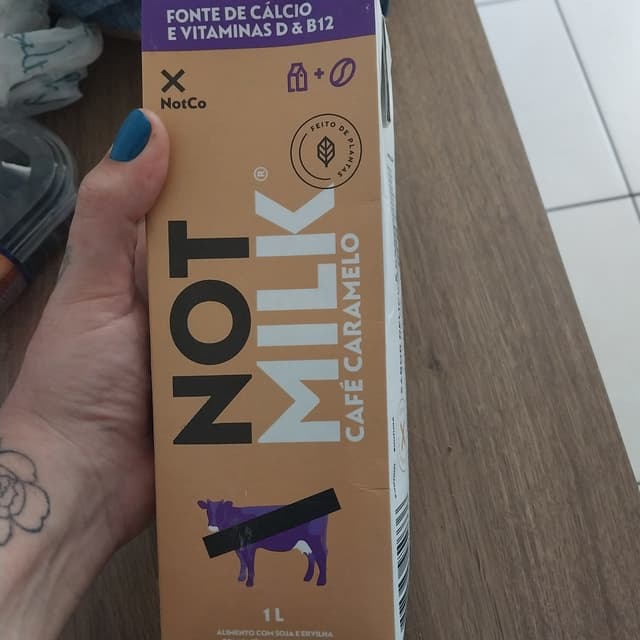 FONTE DE CÁLCIO
E VITAMINAS D & B12
NotCo
FEITO DE PLANTAS
NOT
MILK®
CAFÉ CARAMELO
1 L
ALIMENTO COM SOJA E ERVILHA